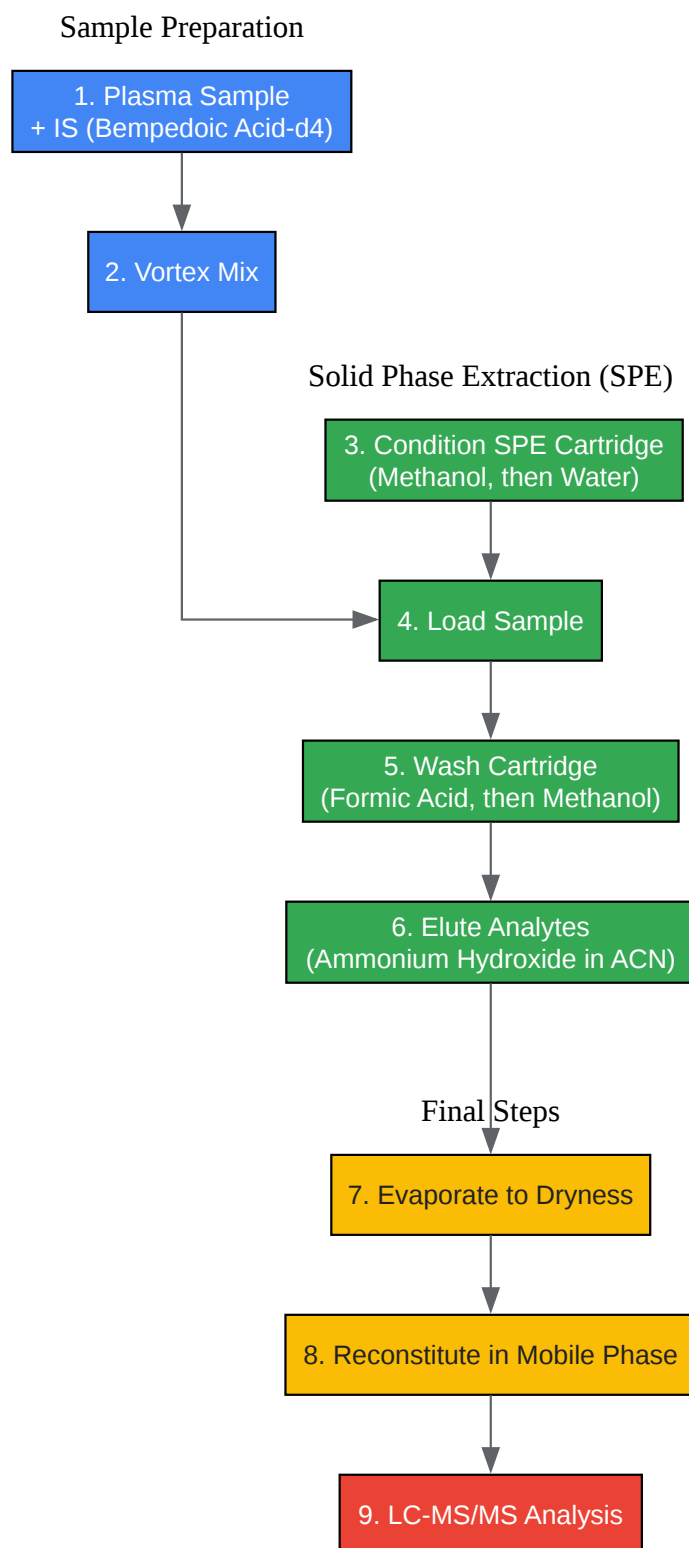 Sample Preparation
1. Plasma Sample
+ IS (Bempedoic Acid-d4)
2. Vortex Mix
Solid Phase Extraction (SPE)
3. Condition SPE Cartridge
(Methanol, then Water)
4. Load Sample
5. Wash Cartridge
(Formic Acid, then Methanol)
6. Elute Analytes
(Ammonium Hydroxide in ACN)
Final Steps
7. Evaporate to Dryness
8. Reconstitute in Mobile Phase
9. LC-MS/MS Analysis